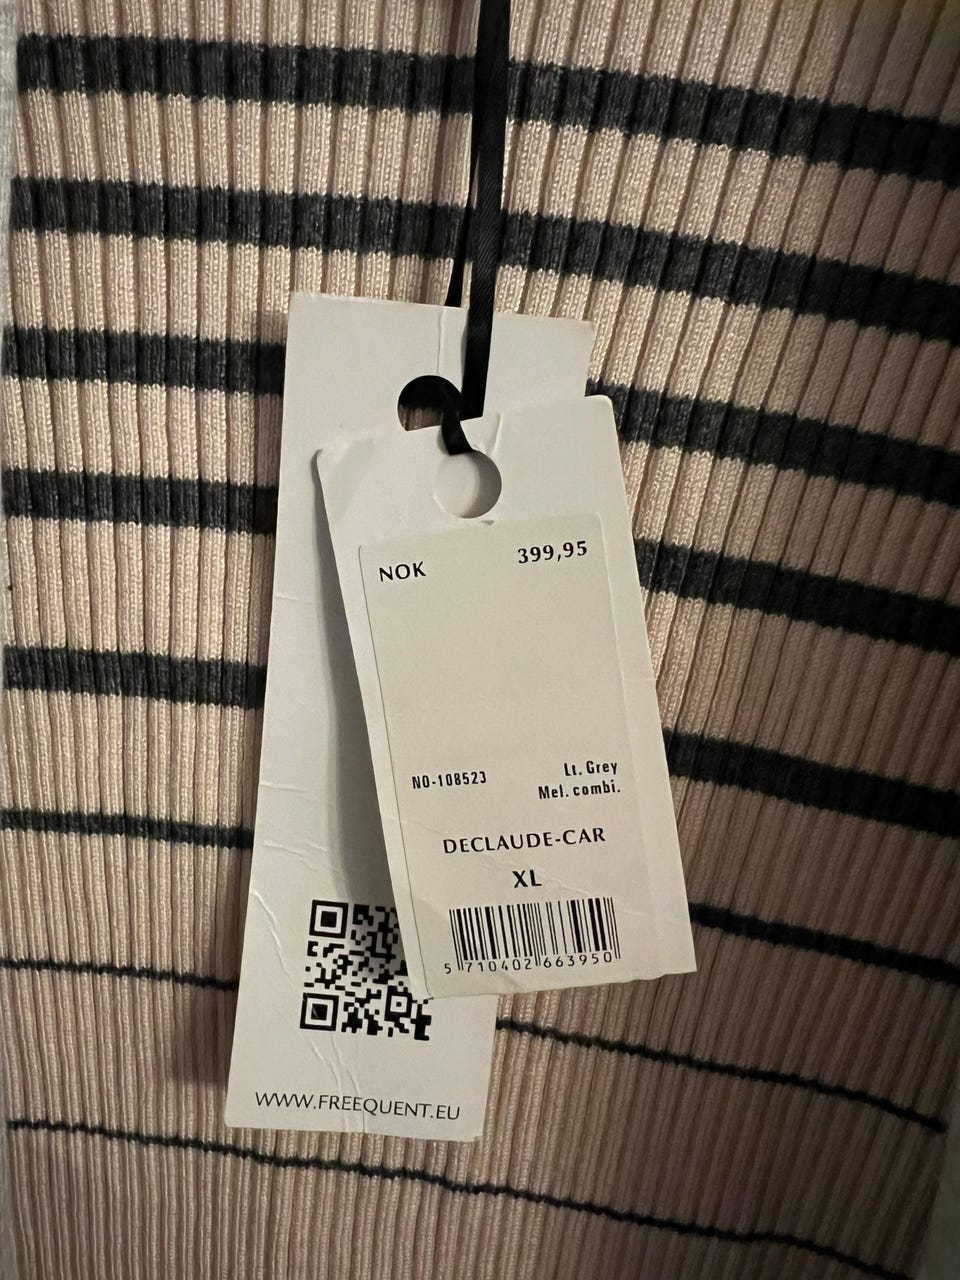 NOK 399,95
NO-108523 Lt. Grey
Mel. combi.
DECLAUDE-CAR
XL
5 710402 663950
WWW.FREEQUENT.EU